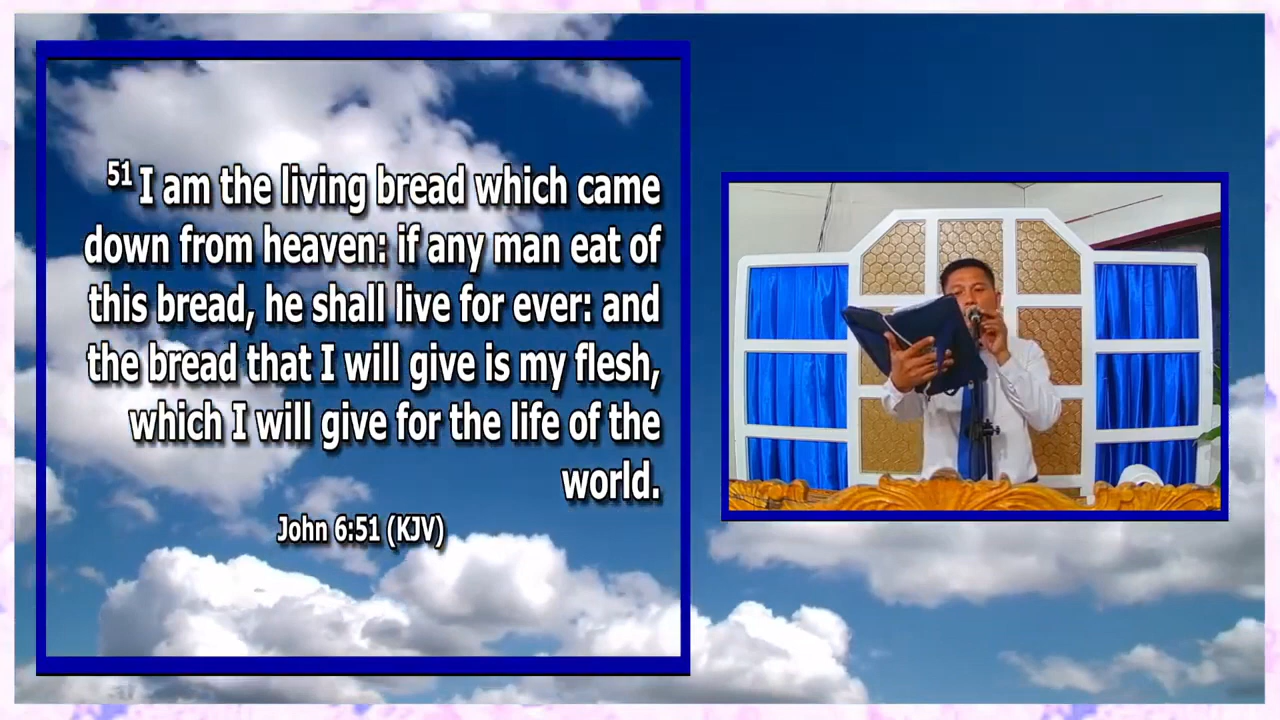 51 I am the living bread which came
down from heaven: if any man eat of
this bread, he shall live for ever: and
the bread that I will give is my flesh,
which I will give for the life of the
world.
John 6:51 (KJV)